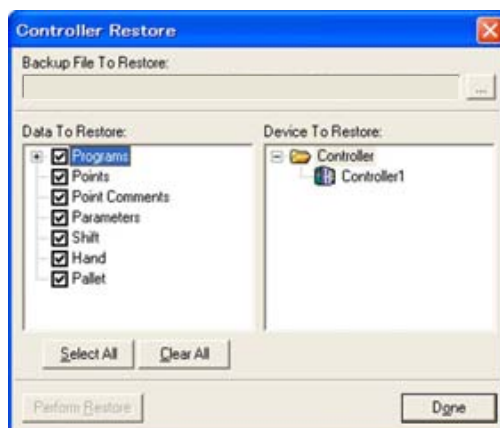 Controller Restore
Backup File To Restore:
...
Data To Restore:
Device To Restore:
Programs
Points
Point Comments
Parameters
Shift
Hand
Pallet
Controller
Controller1
Select All
Clear All
Perform Restore
Done